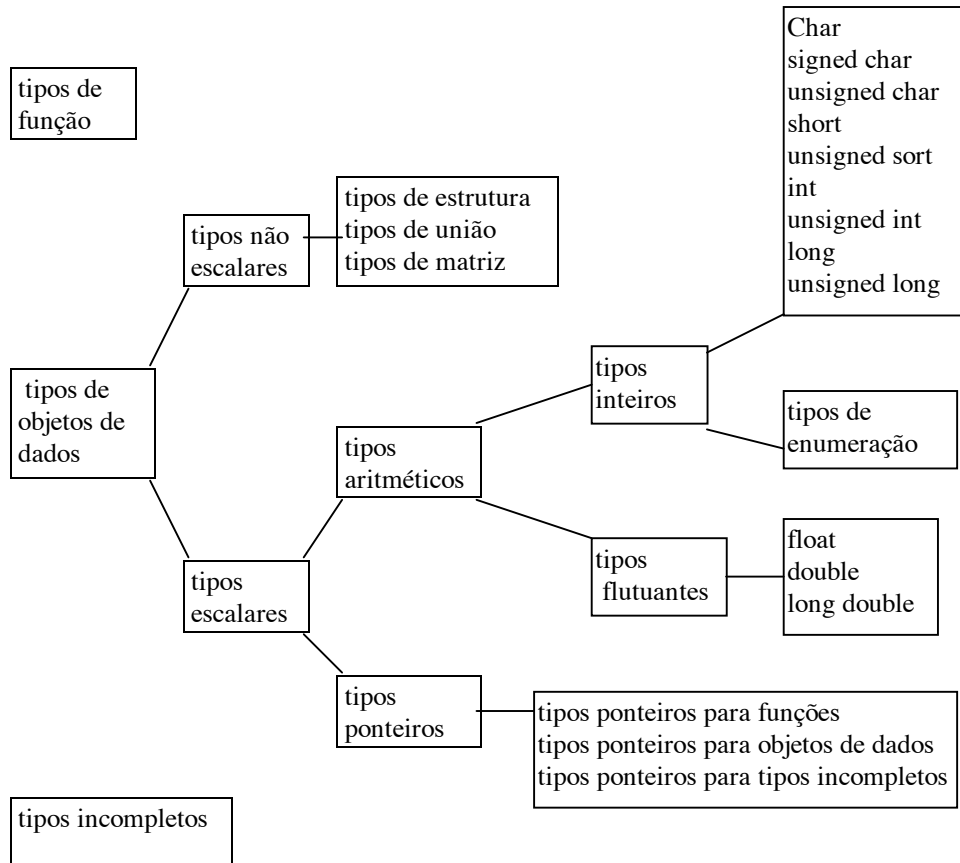 tipos de
função
tipos não
escalares
tipos de estrutura
tipos de união
tipos de matriz
Char
signed char
unsigned char
short
unsigned sort
int
unsigned int
long
unsigned long
tipos de
objetos de
dados
tipos
aritméticos
tipos
inteiros
tipos de
enumeração
tipos
escalares
tipos
flutuantes
float
double
long double
tipos
ponteiros
tipos ponteiros para funções
tipos ponteiros para objetos de dados
tipos ponteiros para tipos incompletos
tipos incompletos